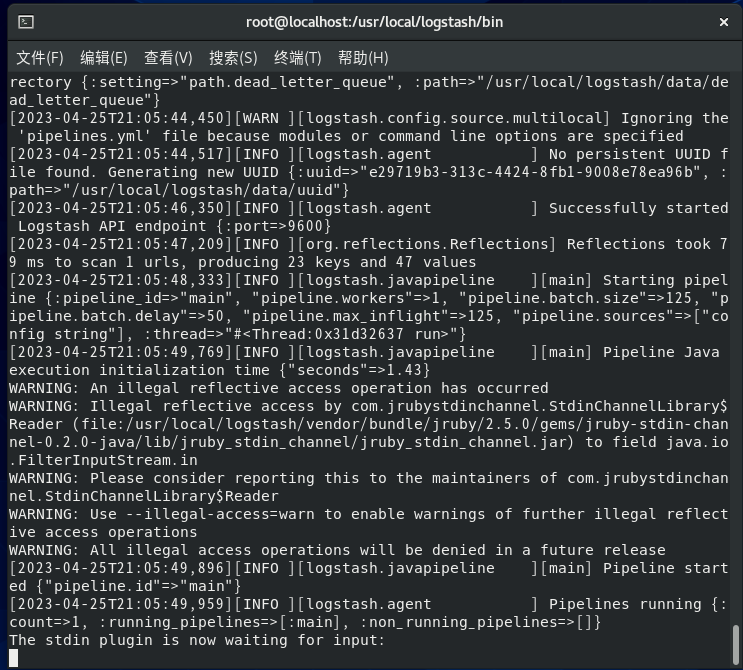 root@localhost:/usr/local/logstash/bin
文件(F) 编辑(E) 查看(V) 搜索(S) 终端(T) 帮助(H)
rectory {:setting=>"path.dead_letter_queue", :path=>"/usr/local/logstash/data/de
ad_letter_queue"}
[2023-04-25T21:05:44,450][WARN ][logstash.config.source.multilocal] Ignoring the
 'pipelines.yml' file because modules or command line options are specified
[2023-04-25T21:05:44,517][INFO ][logstash.agent           ] No persistent UUID f
ile found. Generating new UUID {:uuid=>"e29719b3-313c-4424-8fb1-9008e78ea96b", :
path=>"/usr/local/logstash/data/uuid"}
[2023-04-25T21:05:46,350][INFO ][logstash.agent           ] Successfully started
 Logstash API endpoint {:port=>9600}
[2023-04-25T21:05:47,209][INFO ][org.reflections.Reflections] Reflections took 7
9 ms to scan 1 urls, producing 23 keys and 47 values
[2023-04-25T21:05:48,333][INFO ][logstash.javapipeline    ][main] Starting pipel
ine {:pipeline_id=>"main", "pipeline.workers"=>1, "pipeline.batch.size"=>125, "p
ipeline.batch.delay"=>50, "pipeline.max_inflight"=>125, "pipeline.sources"=>["co
nfig string"], :thread=>"#<Thread:0x31d32637 run>"}
[2023-04-25T21:05:49,769][INFO ][logstash.javapipeline    ][main] Pipeline Java 
execution initialization time {"seconds"=>1.43}
WARNING: An illegal reflective access operation has occurred
WARNING: Illegal reflective access by com.jrubystdinchannel.StdinChannelLibrary$
Reader (file:/usr/local/logstash/vendor/bundle/jruby/2.5.0/gems/jruby-stdin-chan
nel-0.2.0-java/lib/jruby_stdin_channel/jruby_stdin_channel.jar) to field java.io
.FilterInputStream.in
WARNING: Please consider reporting this to the maintainers of com.jrubystdinchan
nel.StdinChannelLibrary$Reader
WARNING: Use --illegal-access=warn to enable warnings of further illegal reflect
ive access operations
WARNING: All illegal access operations will be denied in a future release
[2023-04-25T21:05:49,896][INFO ][logstash.javapipeline    ][main] Pipeline start
ed {"pipeline.id"=>"main"}
[2023-04-25T21:05:49,959][INFO ][logstash.agent           ] Pipelines running {:
count=>1, :running_pipelines=>[:main], :non_running_pipelines=>[]}
The stdin plugin is now waiting for input: